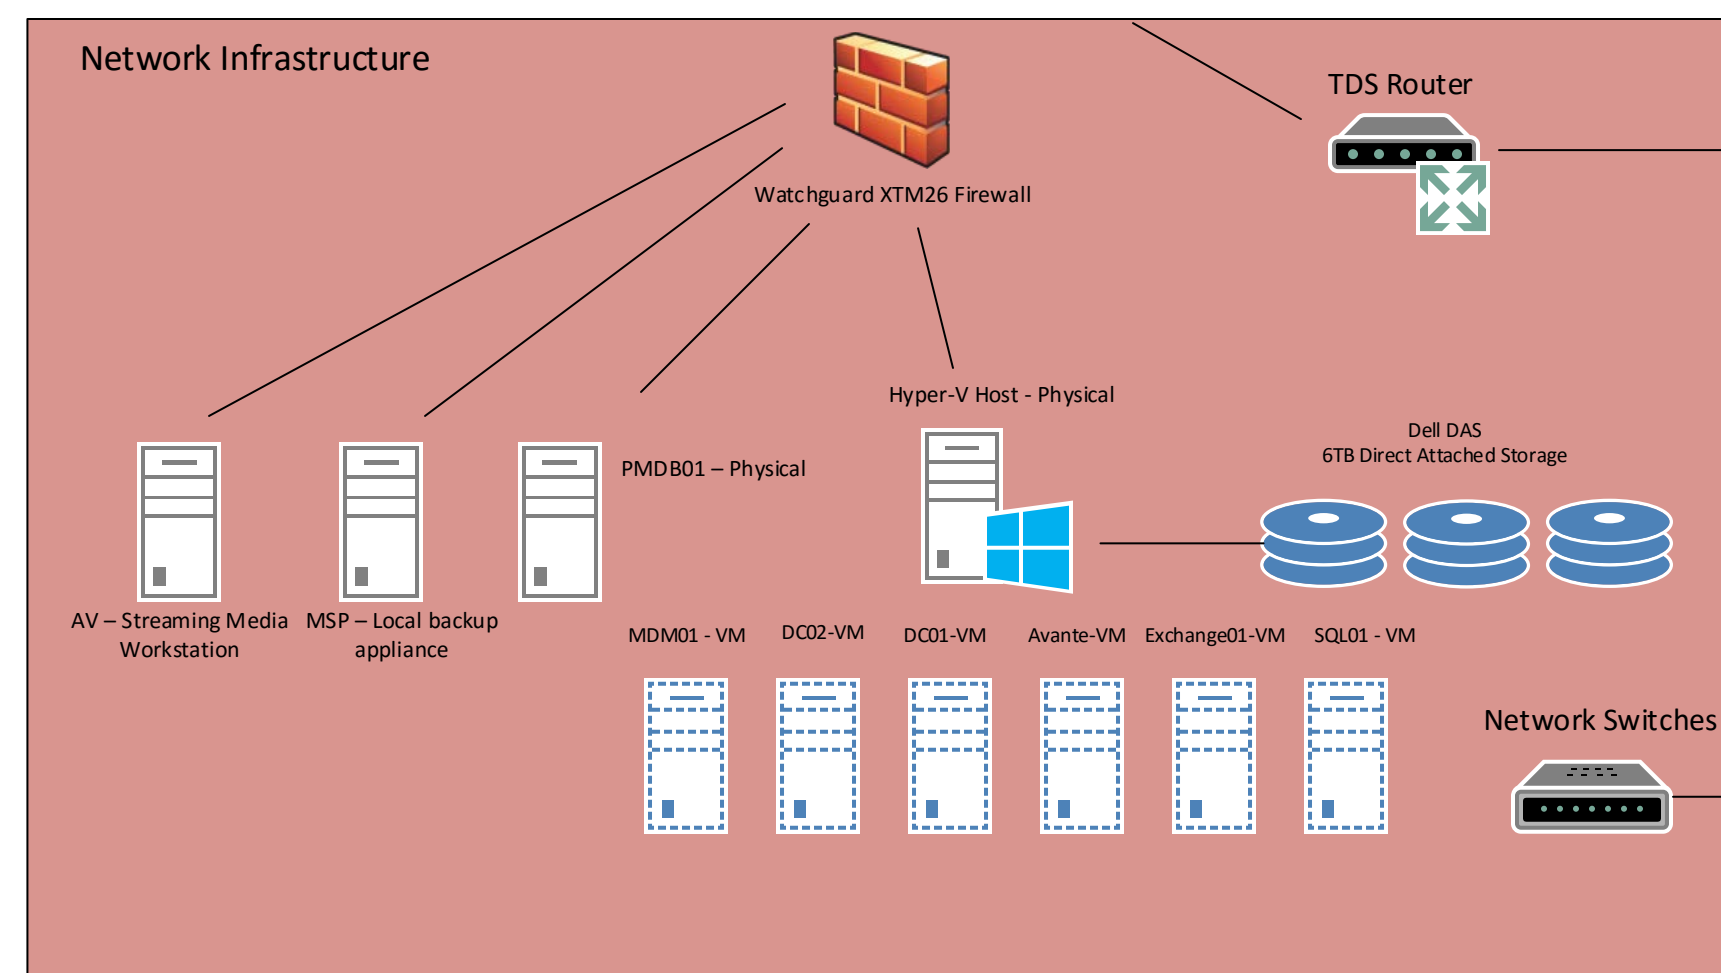 Network Infrastructure
TDS Router
Watchguard XTM26 Firewall
Hyper-V Host - Physical
Dell DAS
6TB Direct Attached Storage
PMDB01 – Physical
AV – Streaming Media
Workstation
MSP – Local backup
appliance
MDM01 - VM
DC02-VM
DC01-VM
Avante-VM
Exchange01-VM
SQL01 - VM
Network Switches